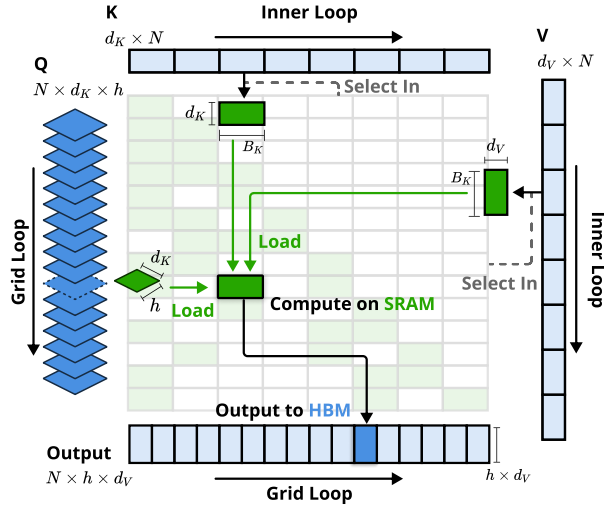 K
Inner Loop
d_K × N
V
d_V × N
Q
N × d_K × h
Select In
d_K
B_K
d_V
B_K
Load
Grid Loop
Inner Loop
d_K
h
Load
Select In
Compute on SRAM
Output to HBM
Output
N × h × d_V
h × d_V
Grid Loop